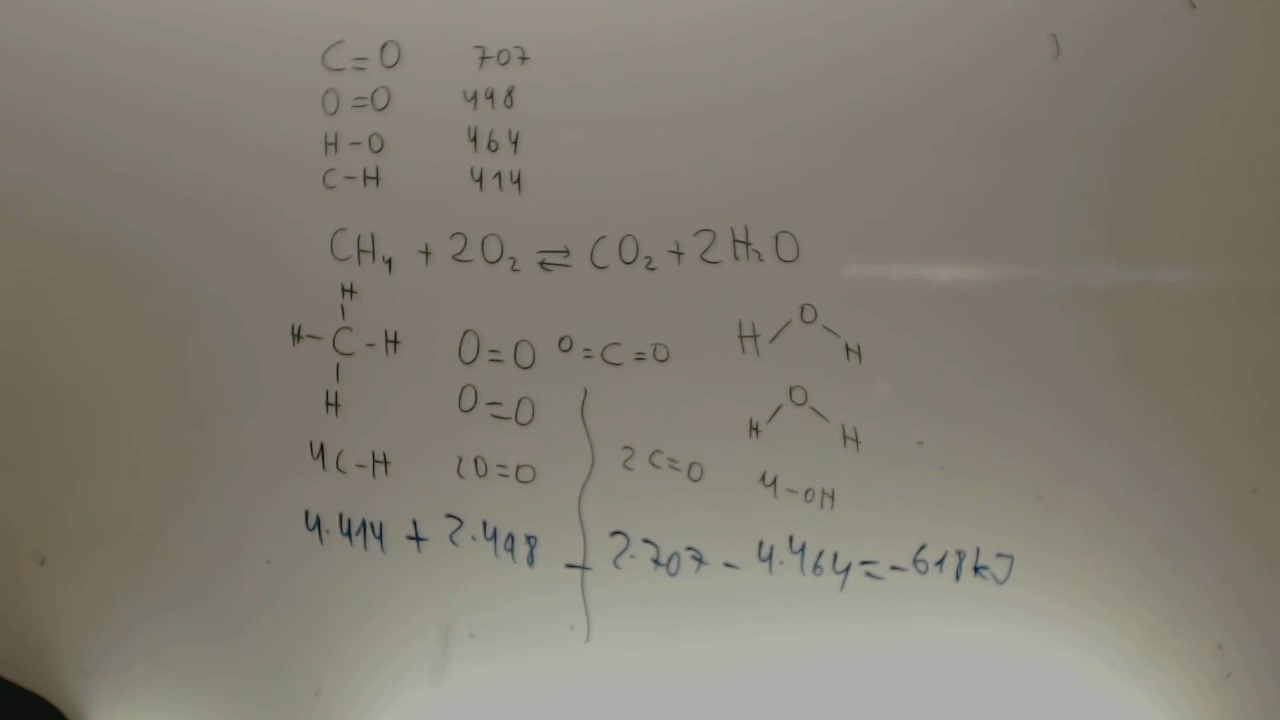 C=O 707
O=O 498
H-O 464
C-H 414
CH₄ + 2O₂ ⇌ CO₂ + 2H₂O
H
H-C-H O=O O=C=O H O H
H O=O H O H
4C-H 2O=O 2C=O 4-OH
4.414 + 2.498 - 2.707 - 4.464 = -618kJ